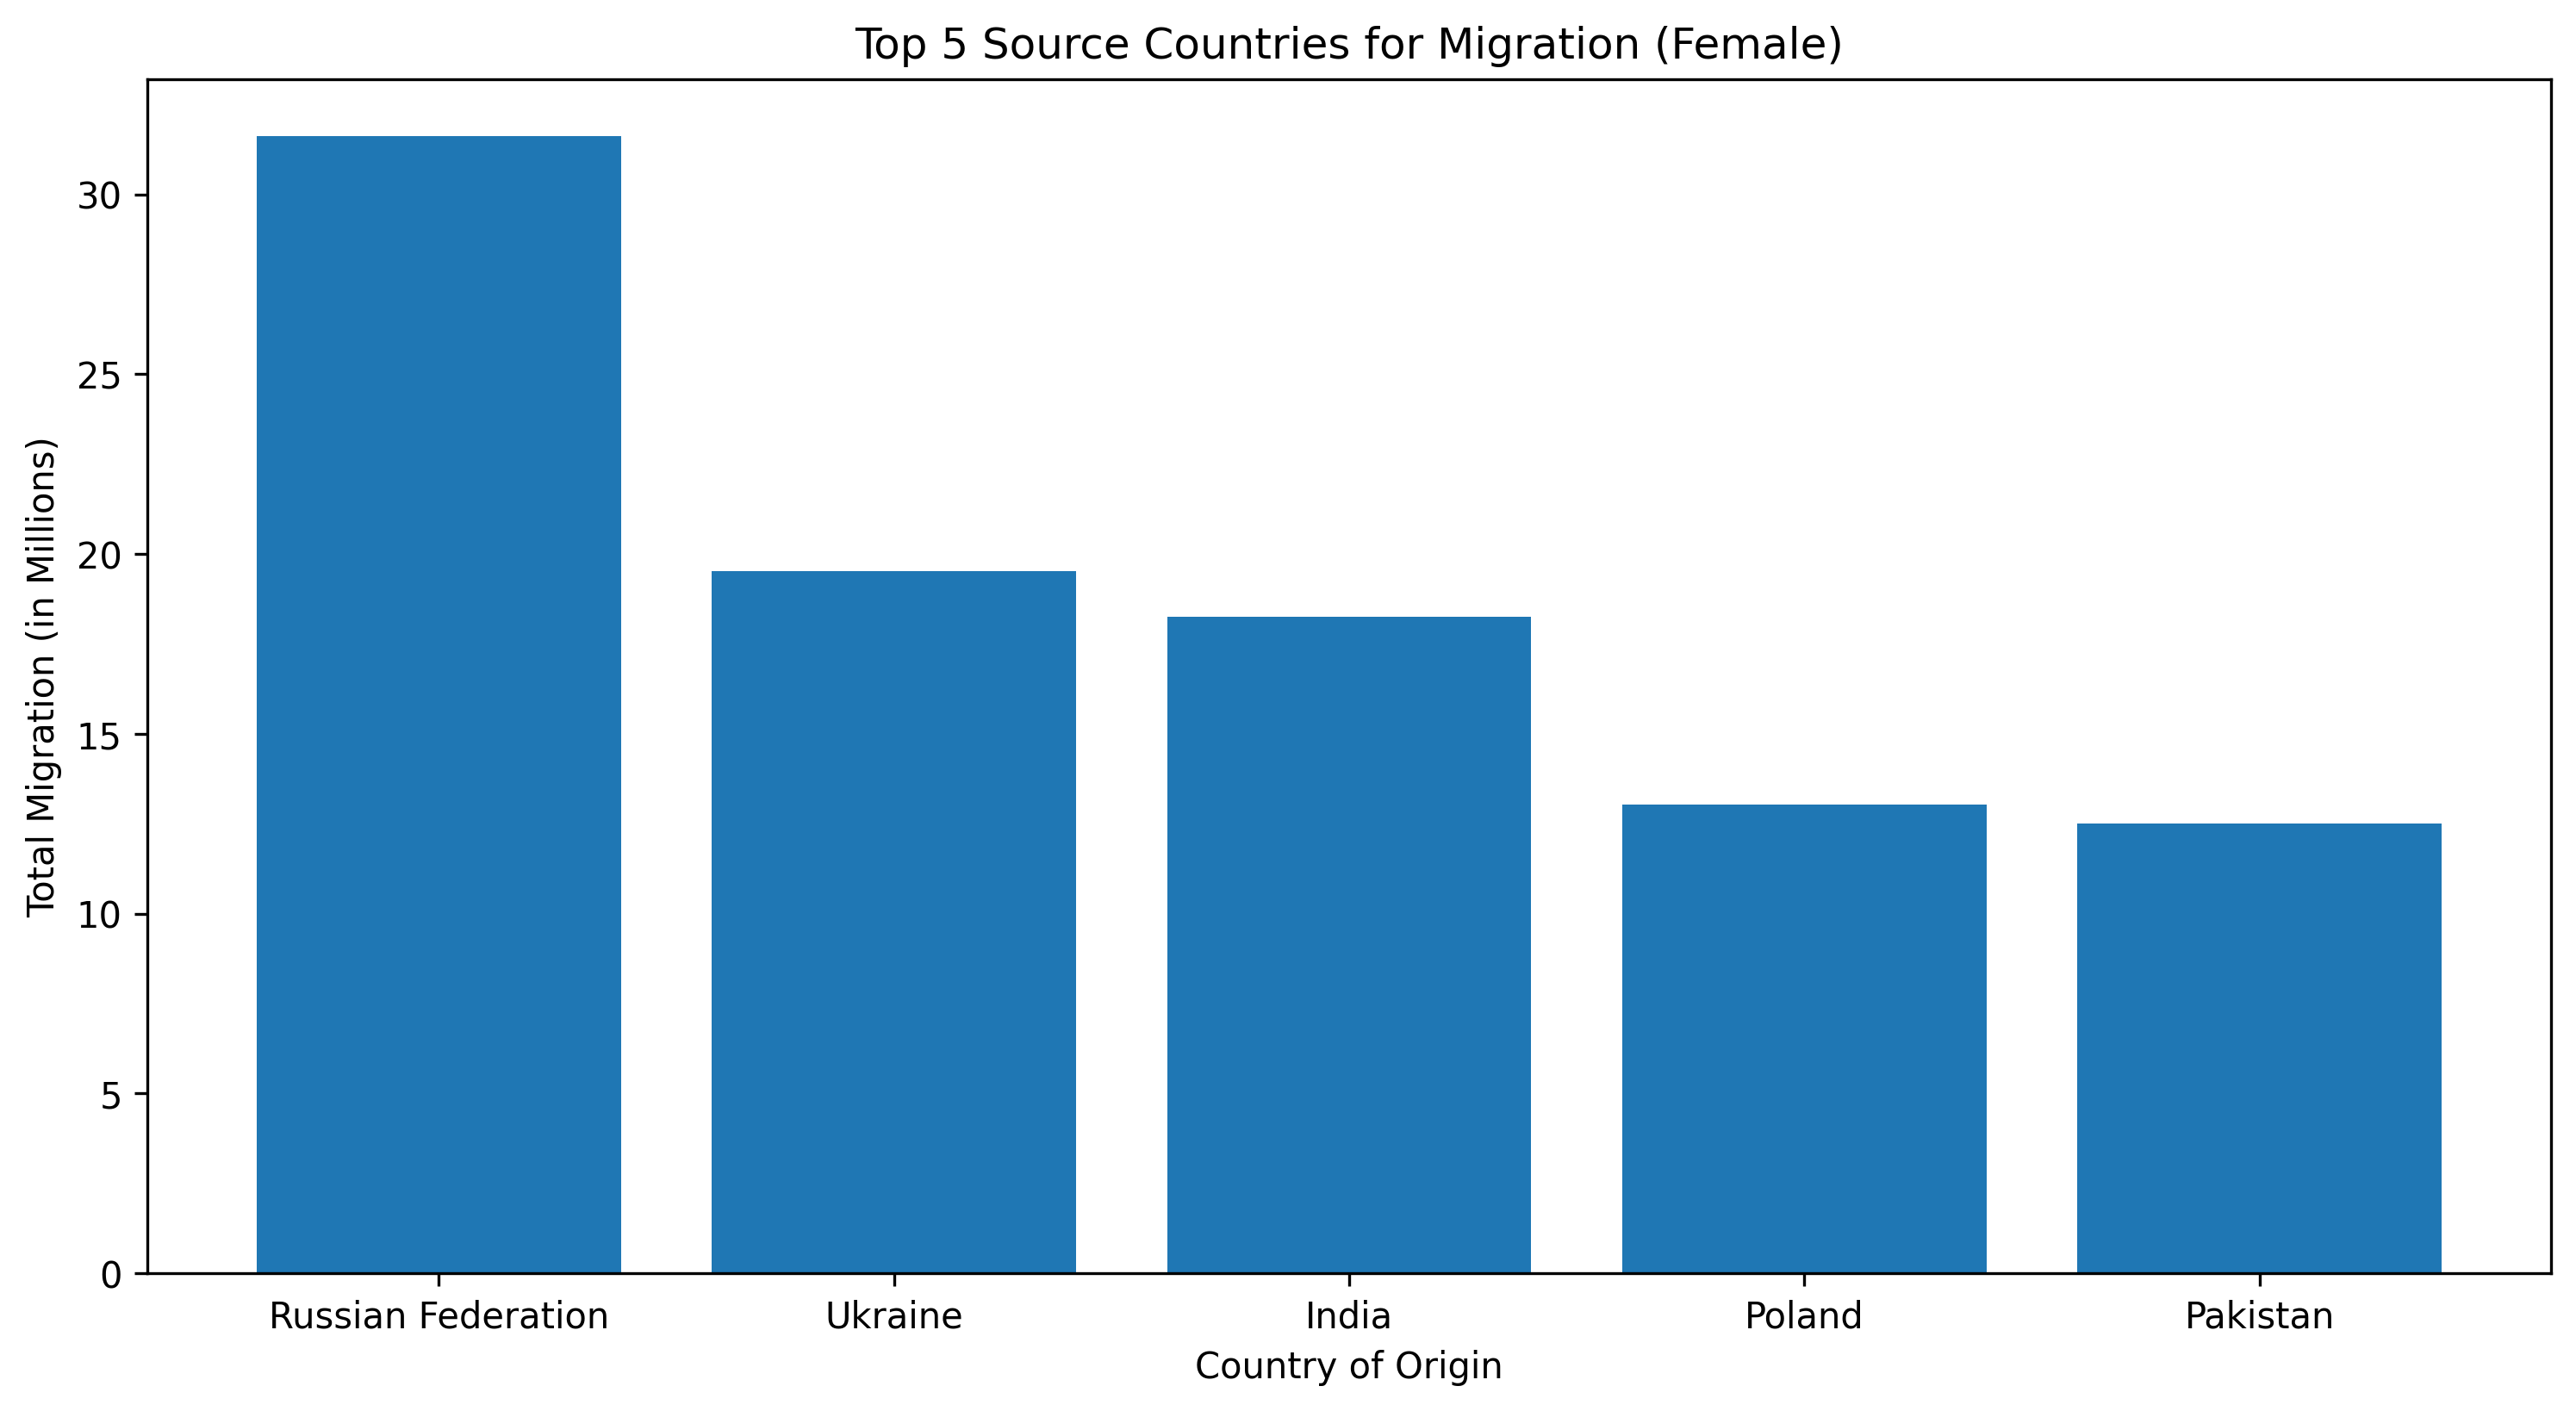 Top 5 Source Countries for Migration (Female)
Total Migration (in Millions)
30
25
20
15
10
5
0
Russian Federation
Ukraine
India
Poland
Pakistan
Country of Origin